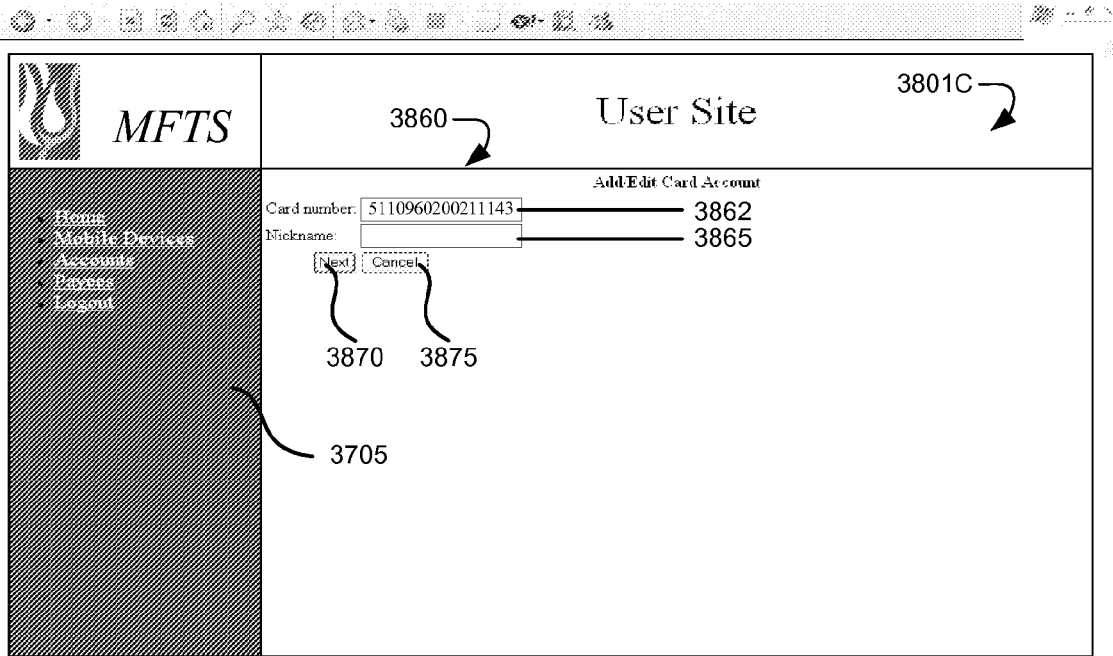 MFTS
User Site
3801C
3860
Add/Edit Card Account
Card number: 5110960200211143
3862
Nickname:
3865
Next Cancel
3870 3875
Home
Mobile Devices
Accounts
Payees
Logout
3705